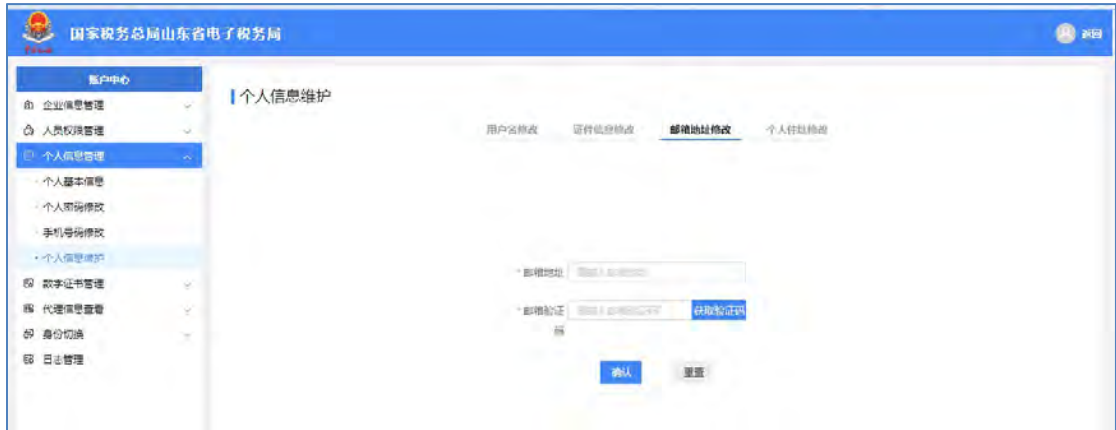 国家税务总局山东省电子税务局
返回
账户中心
企业信息管理
人员权限管理
个人信息管理
个人基本信息
个人密码修改
手机号码修改
个人信息维护
数字证书管理
代理信息查看
身份切换
日志管理
个人信息维护
用户名修改 证件信息修改 邮箱地址修改 个人住址修改
*邮箱地址
*邮箱验证码 获取验证码
确认 重置